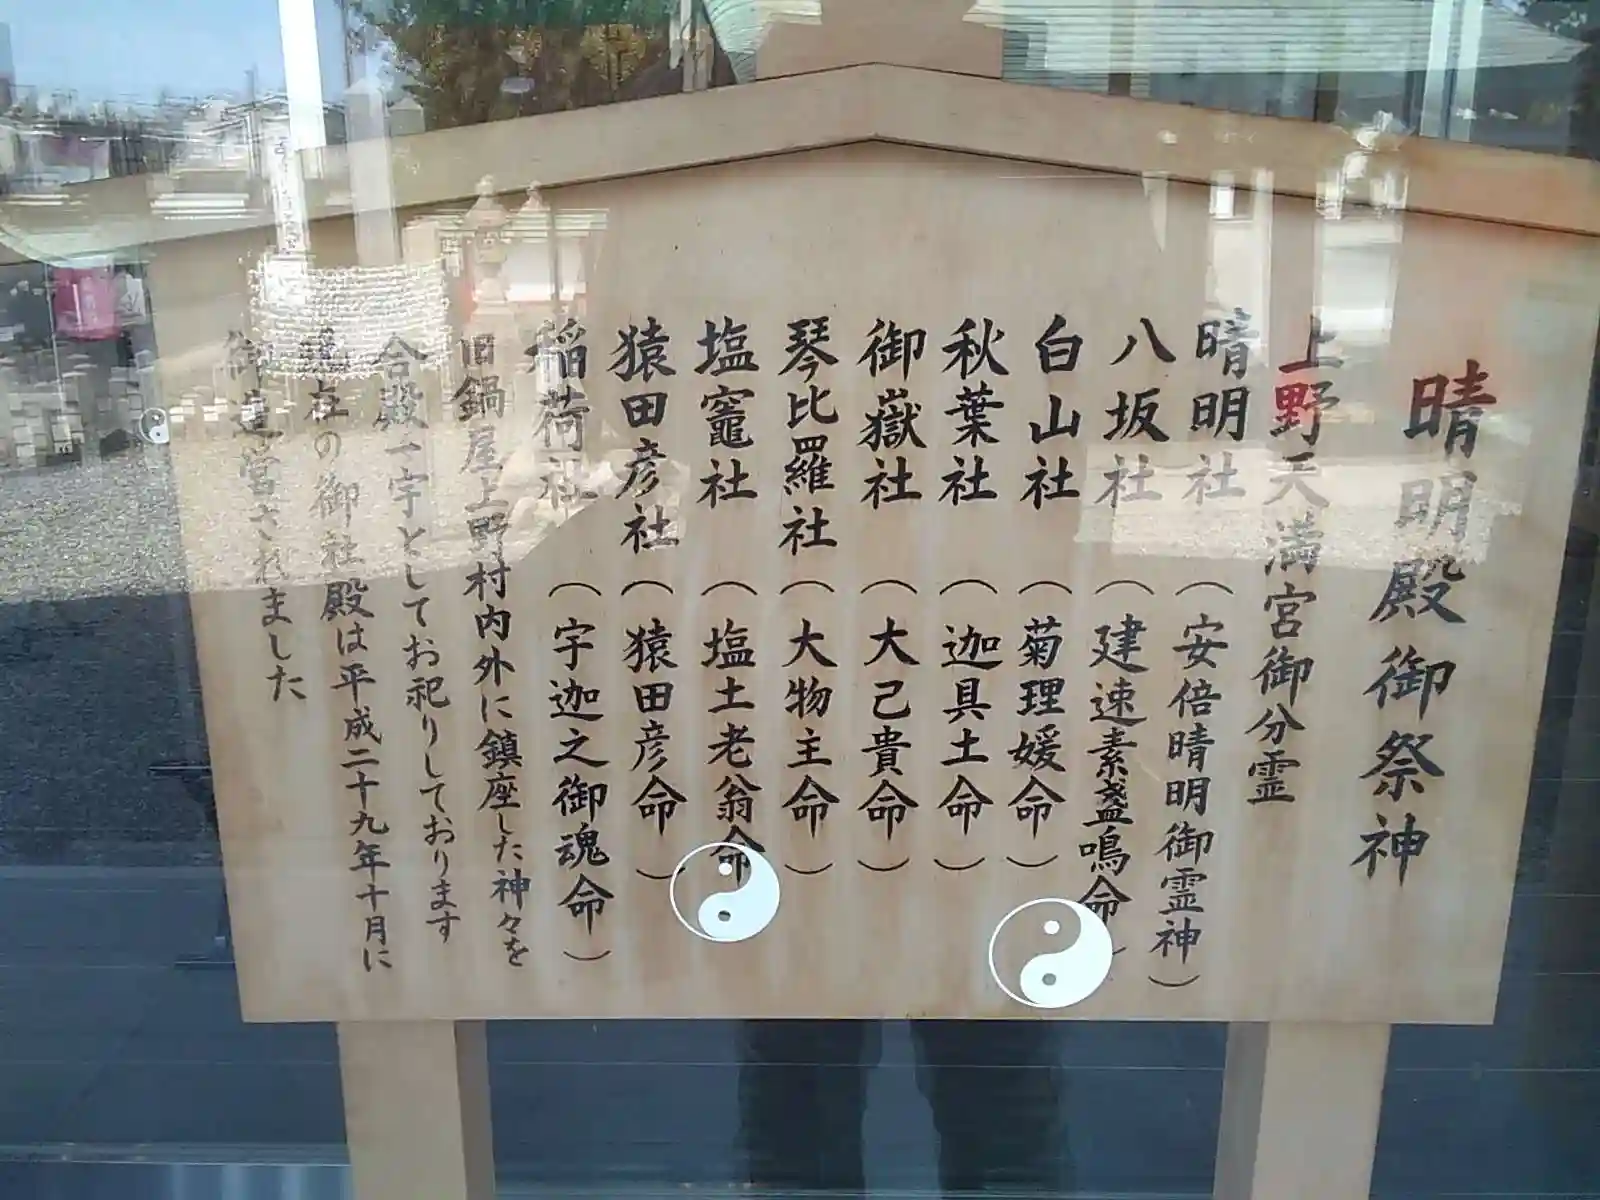 晴明殿御祭神
上野天満宮御分霊
晴明社（安倍晴明御霊神）
八坂社（建速素盞鳴命）
白山社（菊理媛命）
秋葉社（迦具土命）
御嶽社（大己貴命）
琴比羅社（大物主命）
塩竈社（塩土老翁命）
猿田彦社（猿田彦命）
稲荷社（宇迦之御魂命）
旧鍋屋上野村内外に鎮座した神々を
合殿一宇としてお祀りしております
現在の御社殿は平成二十九年十月に
御造営されました